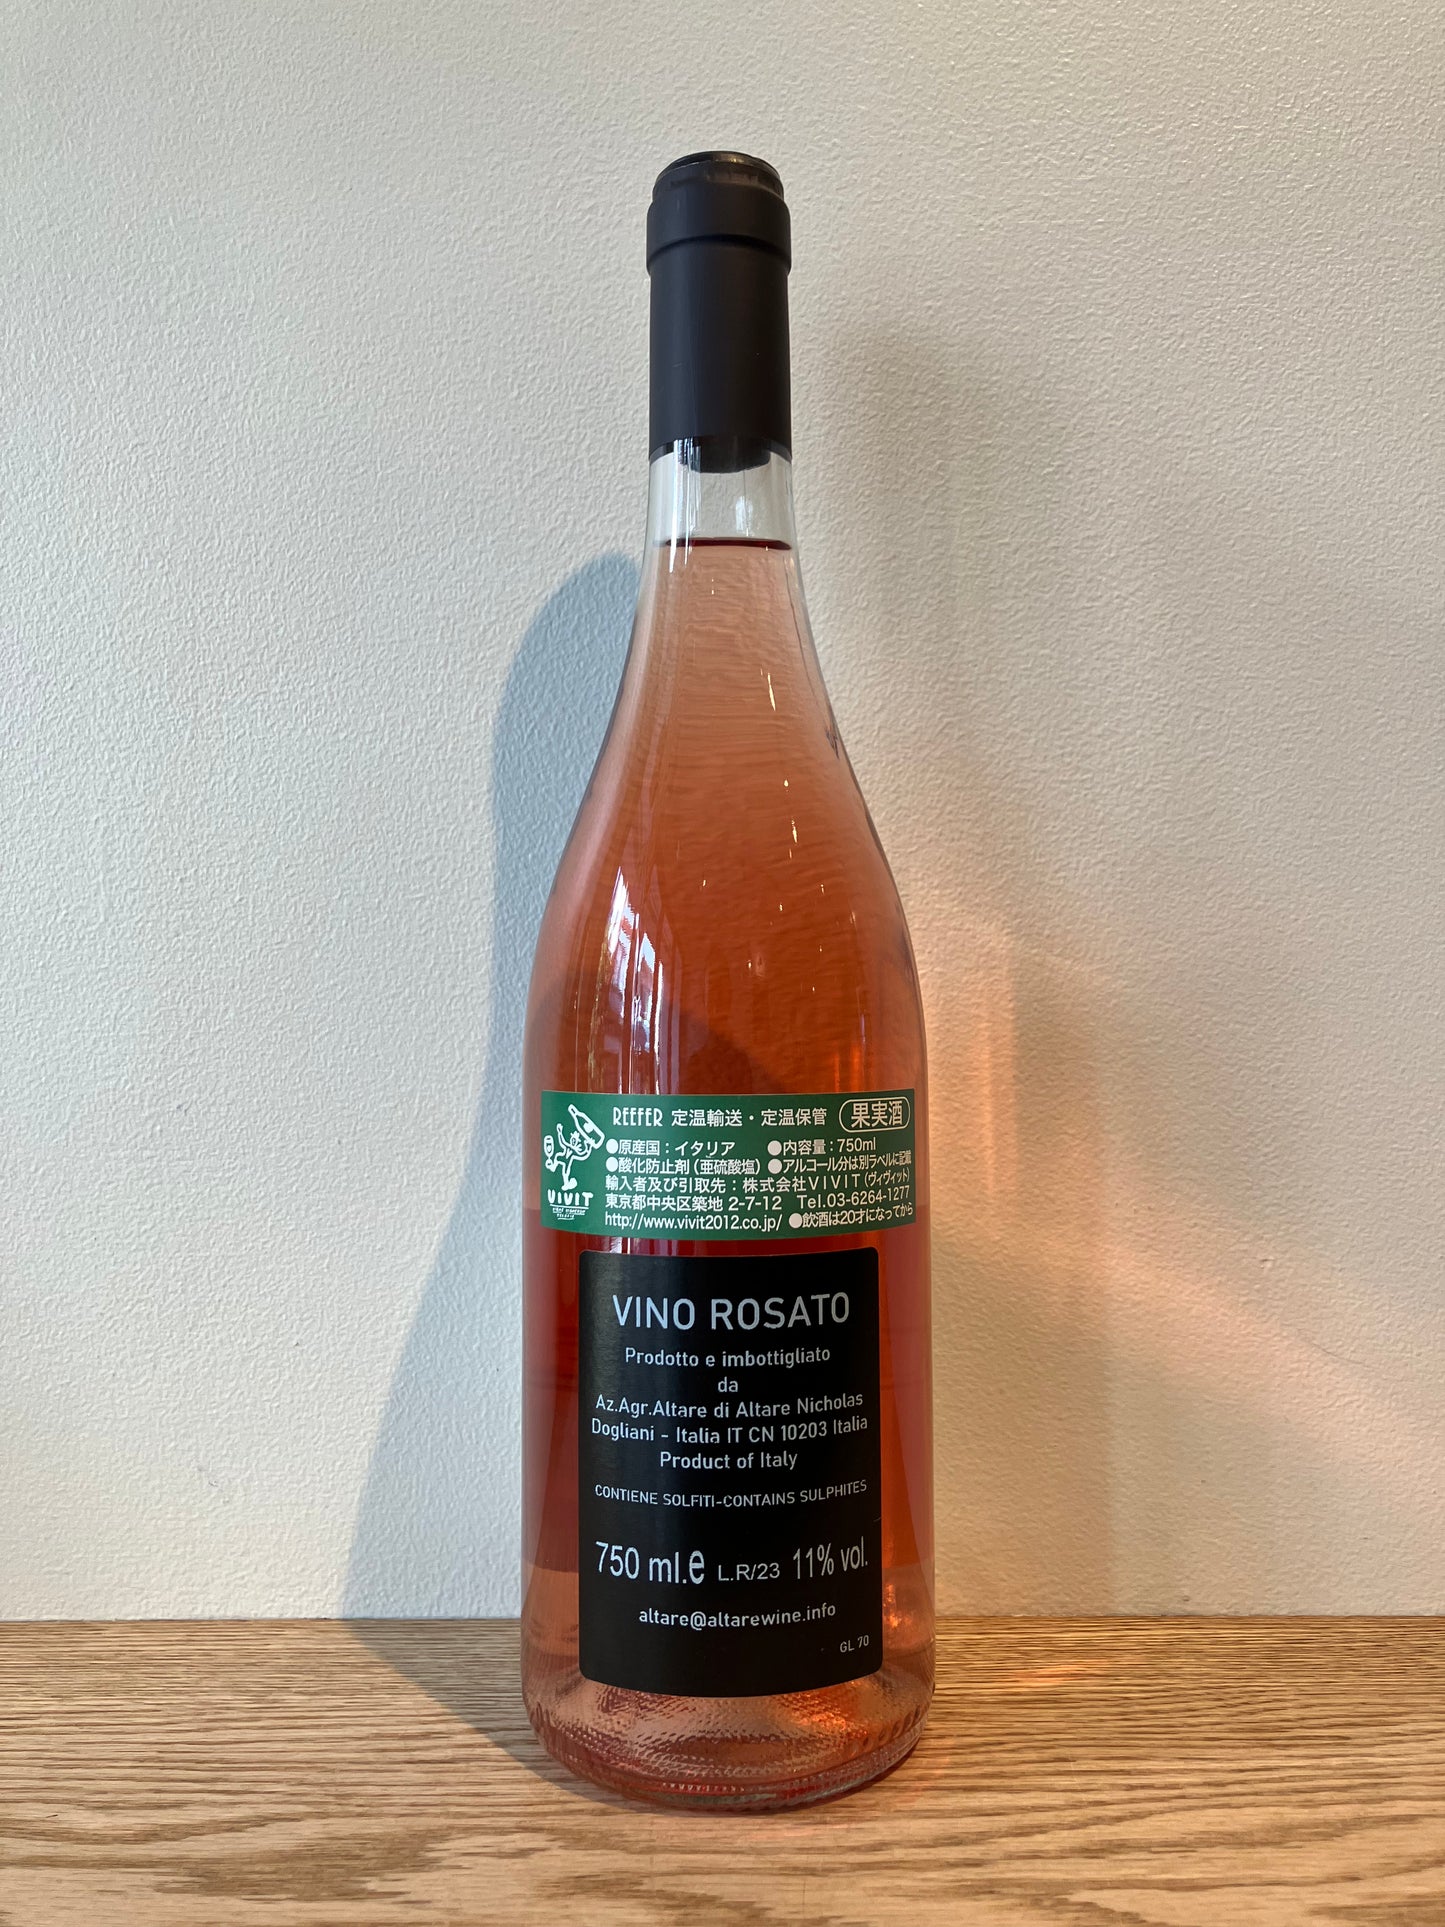 REEFER 定温輸送・定温保管 果実酒
●原産国：イタリア ●内容量：750ml
●酸化防止剤（亜硫酸塩） ●アルコール分は別ラベルに記載
輸入者及び引取先：株式会社VIVIT（ヴィヴィット）
東京都中央区築地 2-7-12 Tel.03-6264-1277
http://www.vivit2012.co.jp/ ●飲酒は20才になってから
VIVIT
VINO ROSATO
Prodotto e imbottigliato
da
Az.Agr.Altare di Altare Nicholas
Dogliani - Italia IT CN 10203 Italia
Product of Italy
CONTIENE SOLFITI-CONTAINS SULPHITES
750 ml.e L.R/23 11% vol.
altare@altarewine.info
GL 70